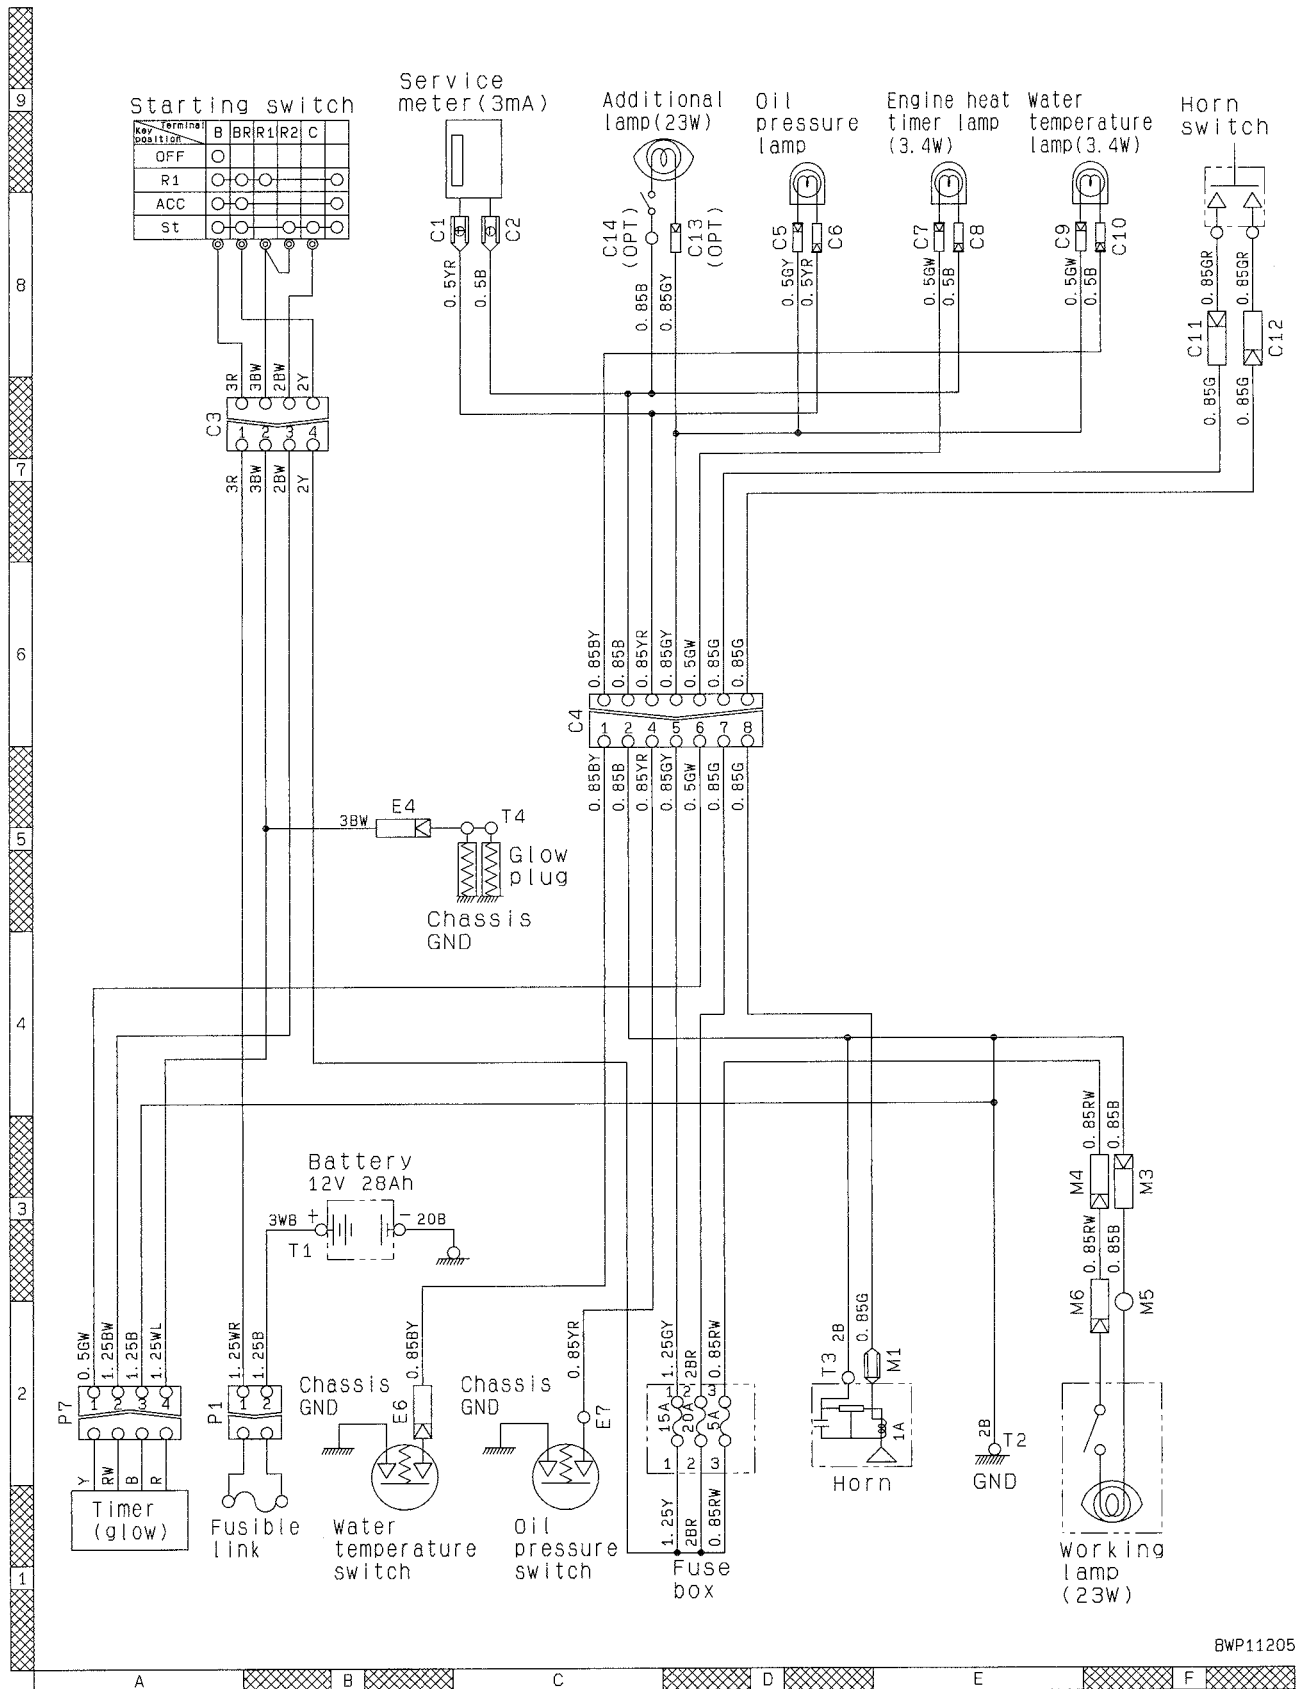 9
8
7
6
5
4
3
2
1
Starting switch
Key position
Terminal
B BR R1 R2 C
OFF
R1
ACC
St
Service
meter(3mA)
Additional
lamp(23W)
Oil
pressure
lamp
Engine heat
timer lamp
(3.4W)
Water
temperature
lamp(3.4W)
Horn
switch
C1
C2
C14
(OPT)
C13
(OPT)
C5
C6
C7
C8
C9
C10
0.5YR
0.5B
0.85B
0.85GY
0.5GY
0.5YR
0.5GW
0.5B
0.5GW
0.5B
0.85GR
0.85GR
C11
C12
0.85G
0.85G
3R
3BW
2BW
2Y
C3
1 2 3 4
3R
3BW
2BW
2Y
0.85BY
0.85B
0.85YR
0.85GY
0.5GW
0.85G
0.85G
C4
1 2 4 5 6 7 8
0.85BY
0.85B
0.85YR
0.85GY
0.5GW
0.85G
0.85G
3BW
E4
T4
Glow
plug
Chassis
GND
Battery
12V 28Ah
3WB
+
−
20B
T1
0.85RW
0.85B
M4
M3
0.85RW
0.85B
M6
M5
0.5GW
1.25BW
1.25B
1.25WL
P7
1 2 3 4
Y
RW
B
R
Timer
(glow)
1.25WR
1.25B
P1
1 2
Fusible
link
0.85BY
Chassis
GND
E6
Water
temperature
switch
0.85YR
Chassis
GND
E7
Oil
pressure
switch
1.25GY
2BR
0.85RW
1 2 3
15A
20A
5A
1 2 3
1.25Y
2BR
0.85RW
Fuse
box
2B
0.85G
T3
M1
1A
Horn
2B
T2
GND
Working
lamp
(23W)
BWP11205
A B C D E F